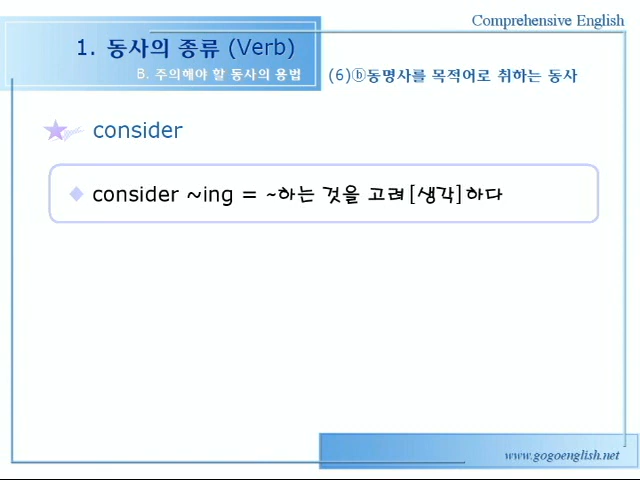 Comprehensive English
1. 동사의 종류 (Verb)
B. 주의해야 할 동사의 용법
(6)ⓑ동명사를 목적어로 취하는 동사
consider
consider ~ing = ~하는 것을 고려[생각]하다
www.gogoenglish.net